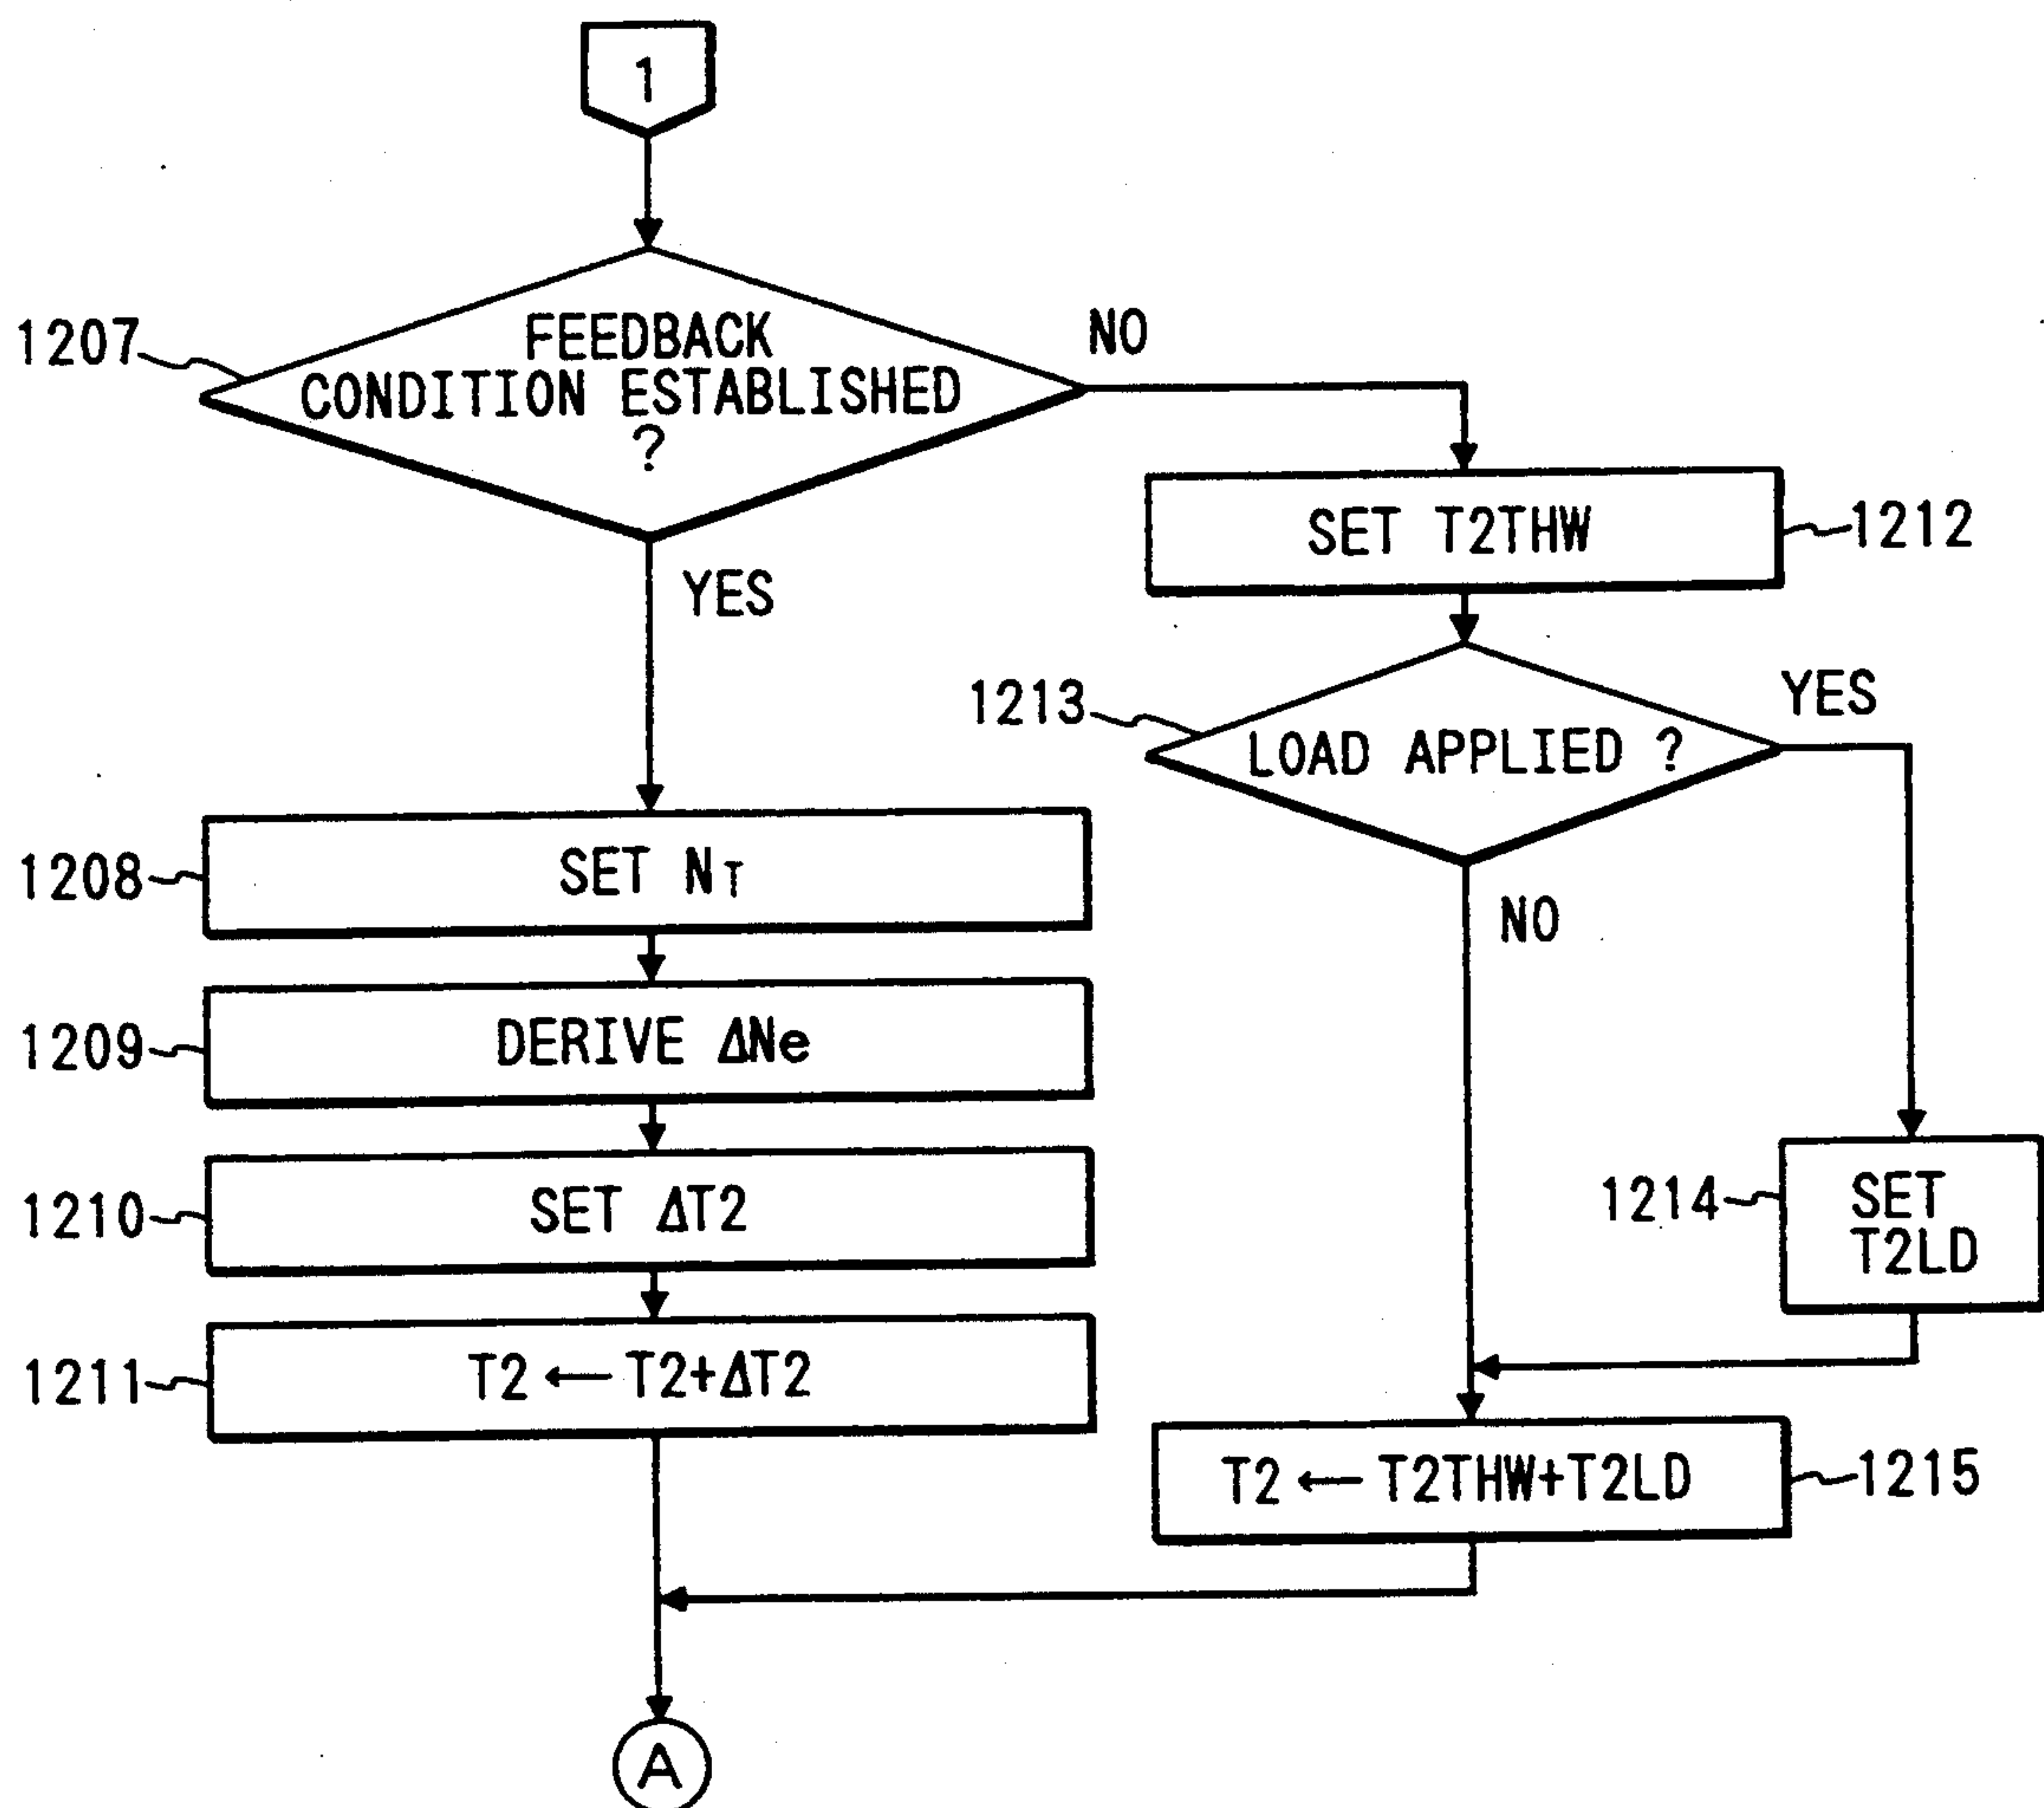 1
1207
FEEDBACK
CONDITION ESTABLISHED
?
NO
YES
SET T2THW
1212
1213
LOAD APPLIED ?
YES
NO
1208
SET NT
1209
DERIVE ΔNe
1210
SET ΔT2
1214
SET
T2LD
1211
T2 ← T2+ΔT2
T2 ← T2THW+T2LD
1215
A